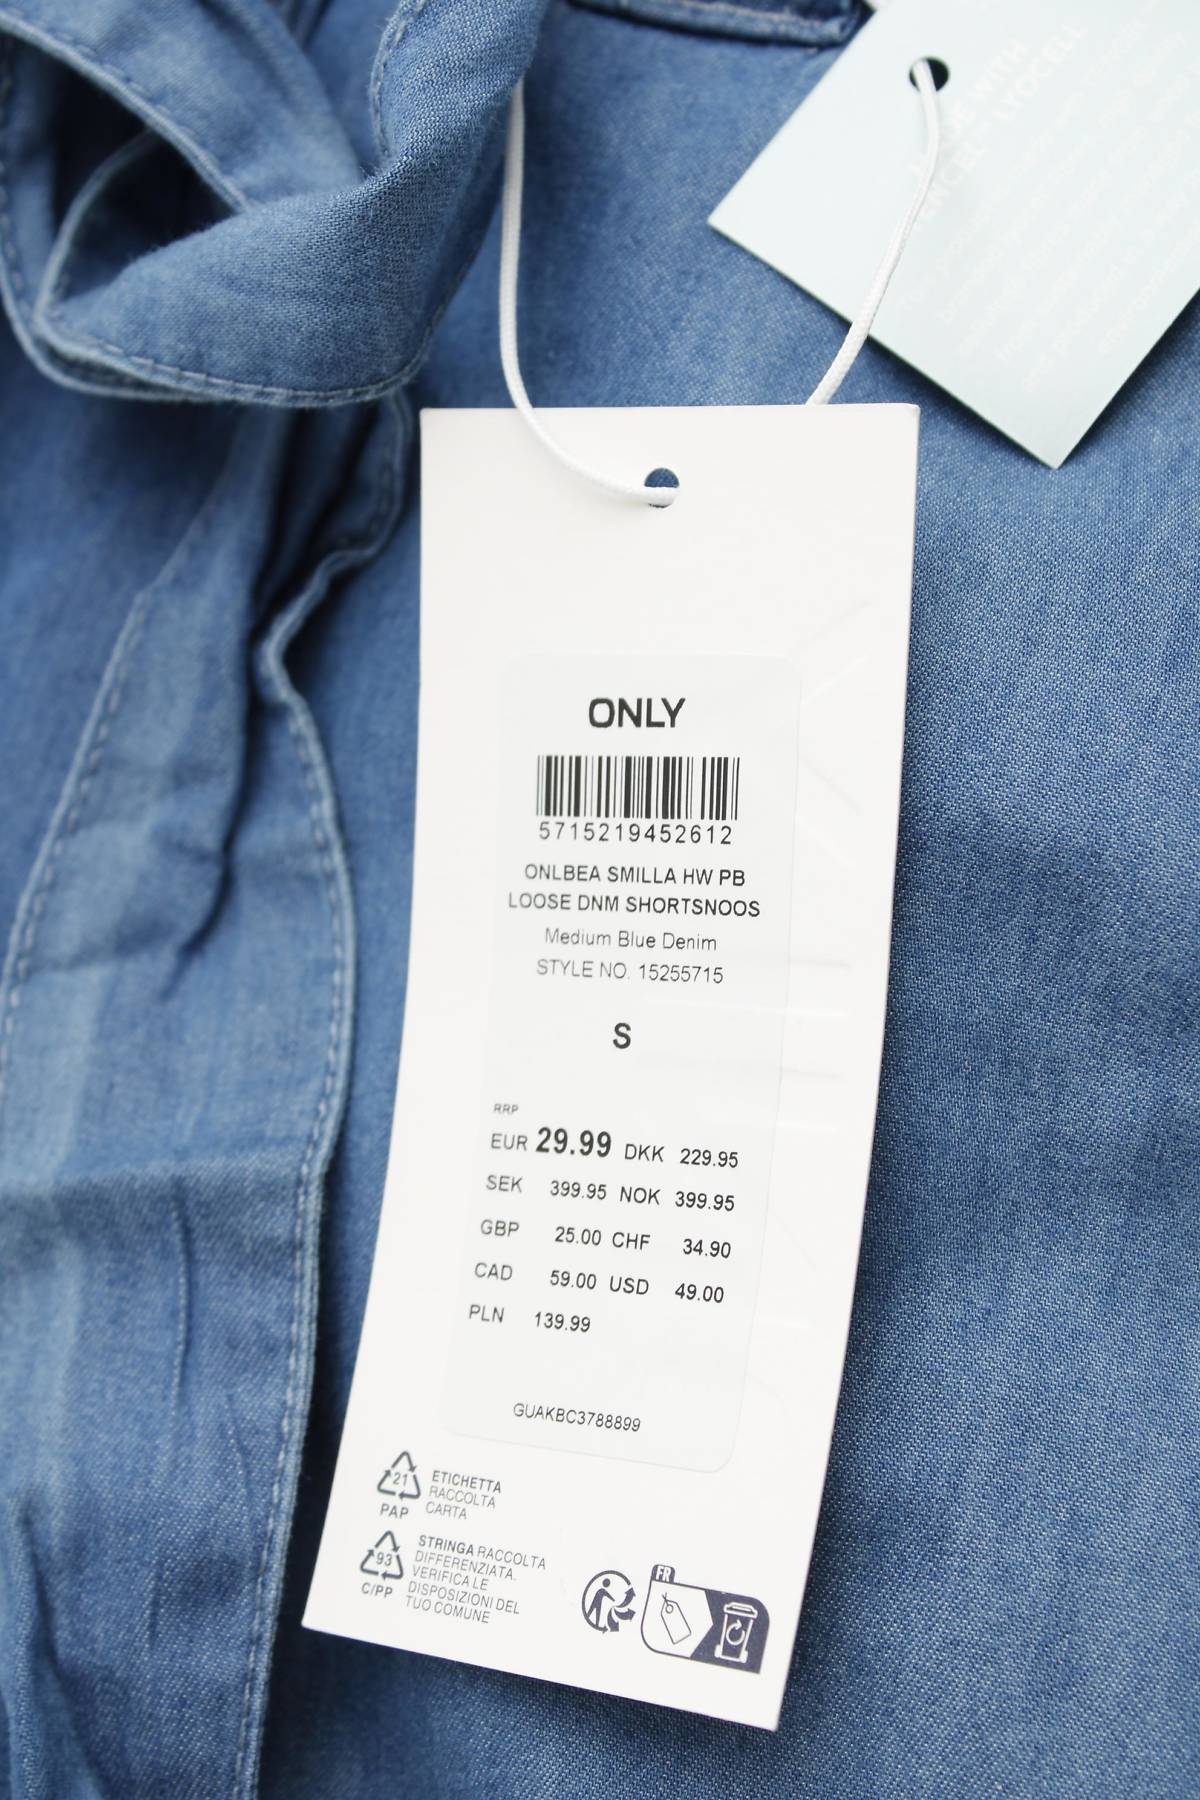 MADE WITH
LYOCELL
ONLY
5715219452612
ONLBEA SMILLA HW PB
LOOSE DNM SHORTSNOOS
Medium Blue Denim
STYLE NO. 15255715
S
RRP
EUR 29.99 DKK 229.95
SEK 399.95 NOK 399.95
GBP 25.00 CHF 34.90
CAD 59.00 USD 49.00
PLN 139.99
GUAKBC3788899
21
PAP
ETICHETTA
RACCOLTA
CARTA
93
C/PP
STRINGA RACCOLTA
DIFFERENZIATA.
VERIFICA LE
DISPOSIZIONI DEL
TUO COMUNE
FR